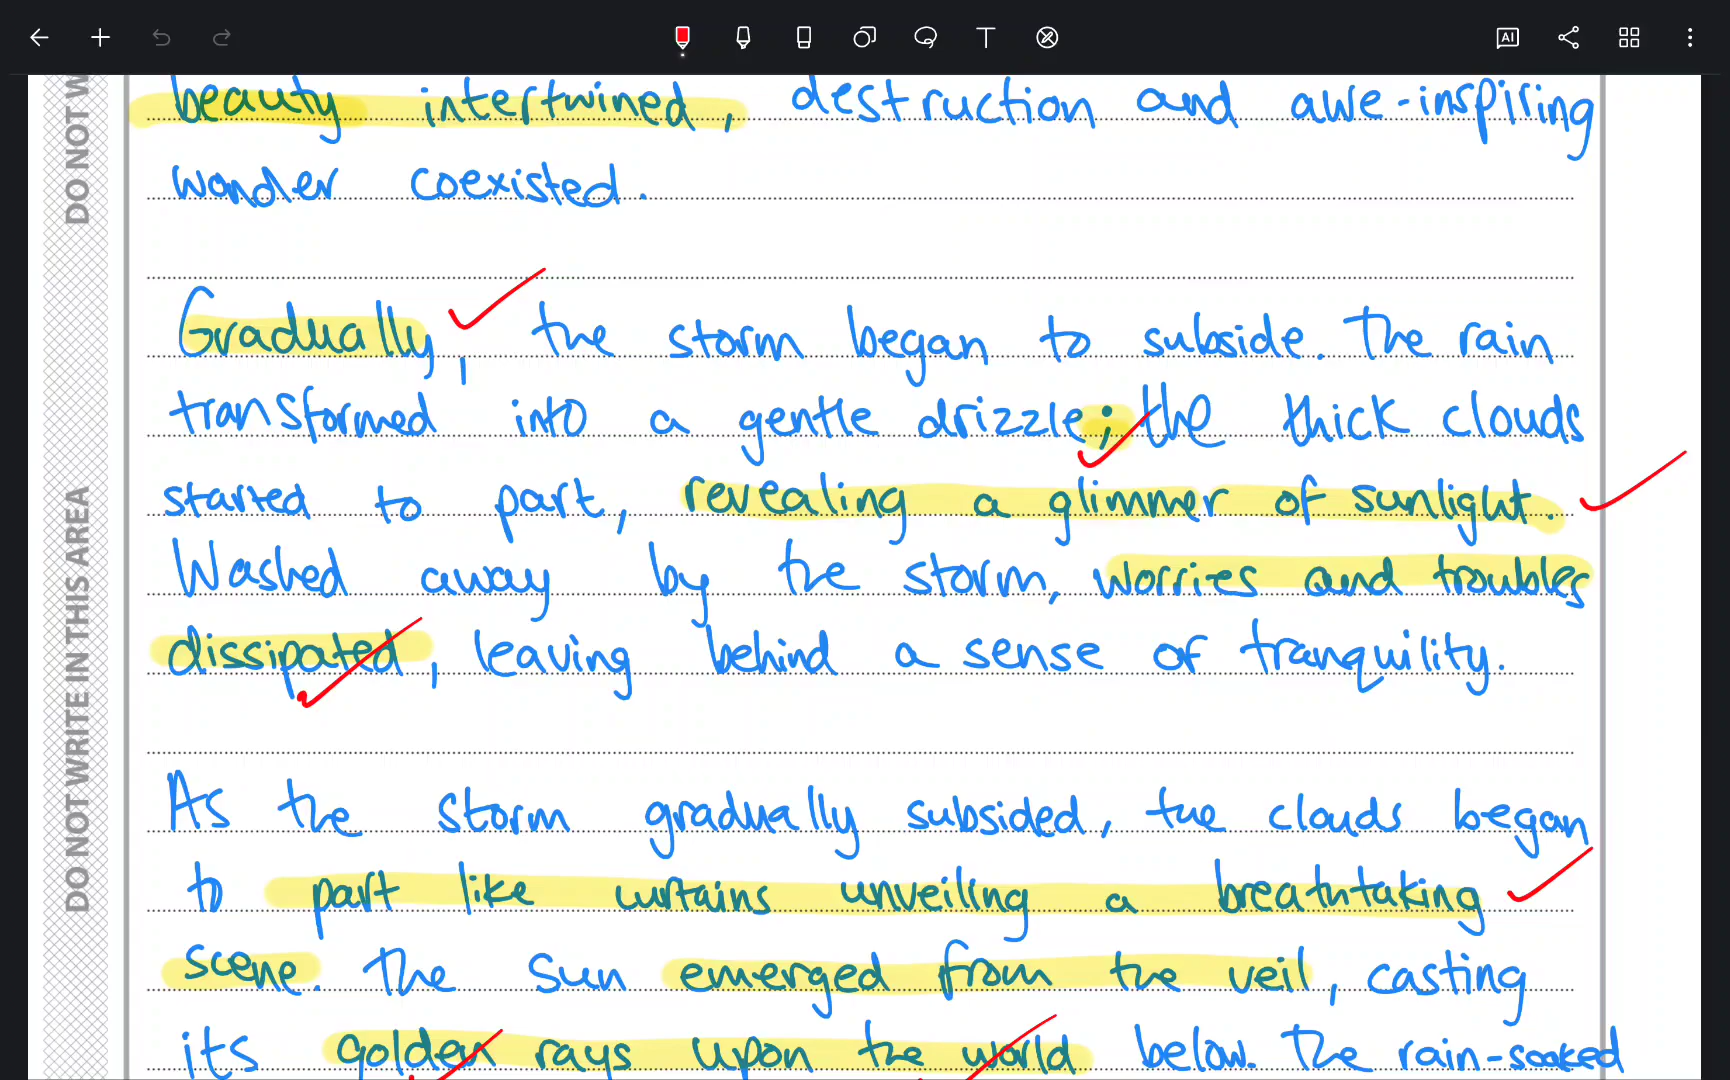 DO NOT W
beauty intertwined, destruction and awe-inspiring
wonder coexisted.
Gradually, the storm began to subside. The rain
transformed into a gentle drizzle; the thick clouds
started to part, revealing a glimmer of sunlight.
Washed away by the storm, worries and troubles
dissipated, leaving behind a sense of tranquility.
DO NOT WRITE IN THIS AREA
As the storm gradually subsided, the clouds began
to part like curtains unveiling a breathtaking
scene. The sun emerged from the veil, casting
its golden rays upon the world below. The rain-soaked